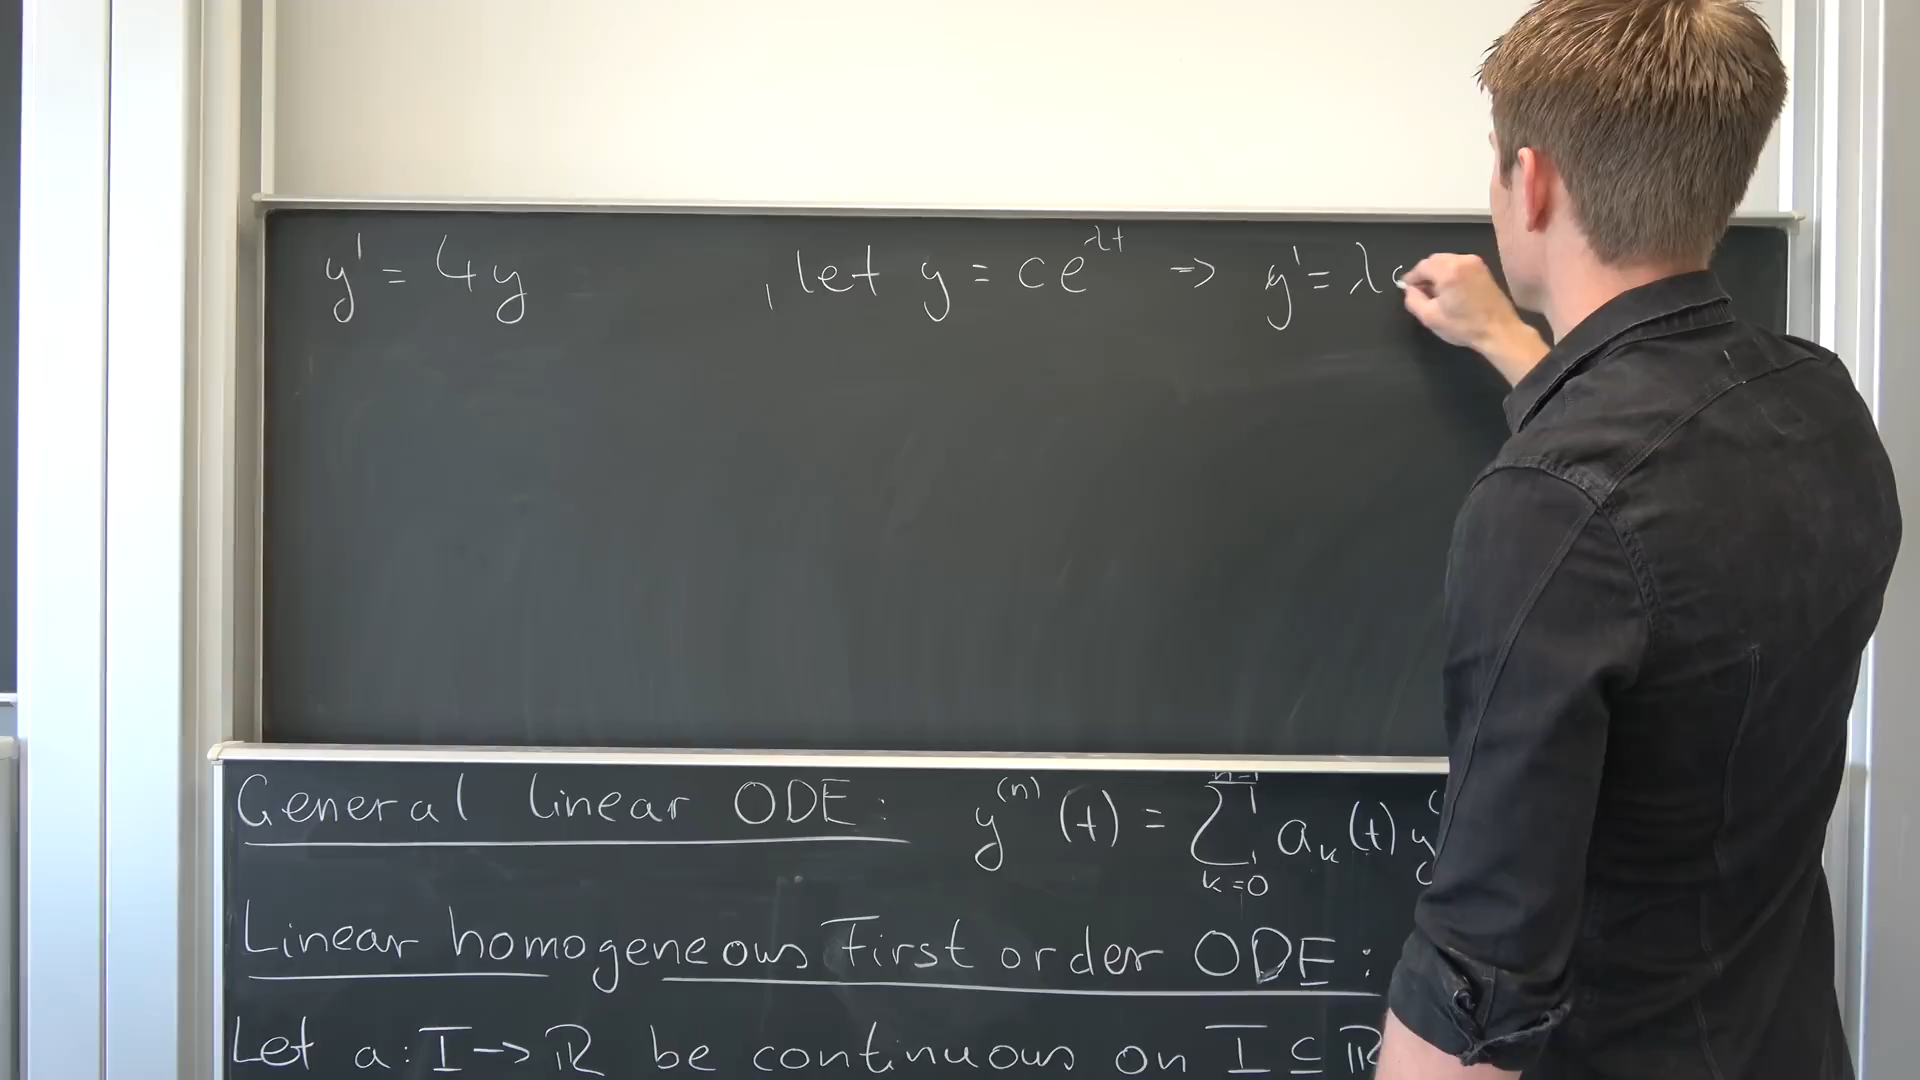 y' = 4y , let y = ce^λt → y' = λc
General linear ODE: y^(n) (t) = ∑_{k=0}^{n-1} a_k (t) y^(
Linear homogeneous First order ODE:
Let a: I → ℝ be continuous on I ⊆ ℝ